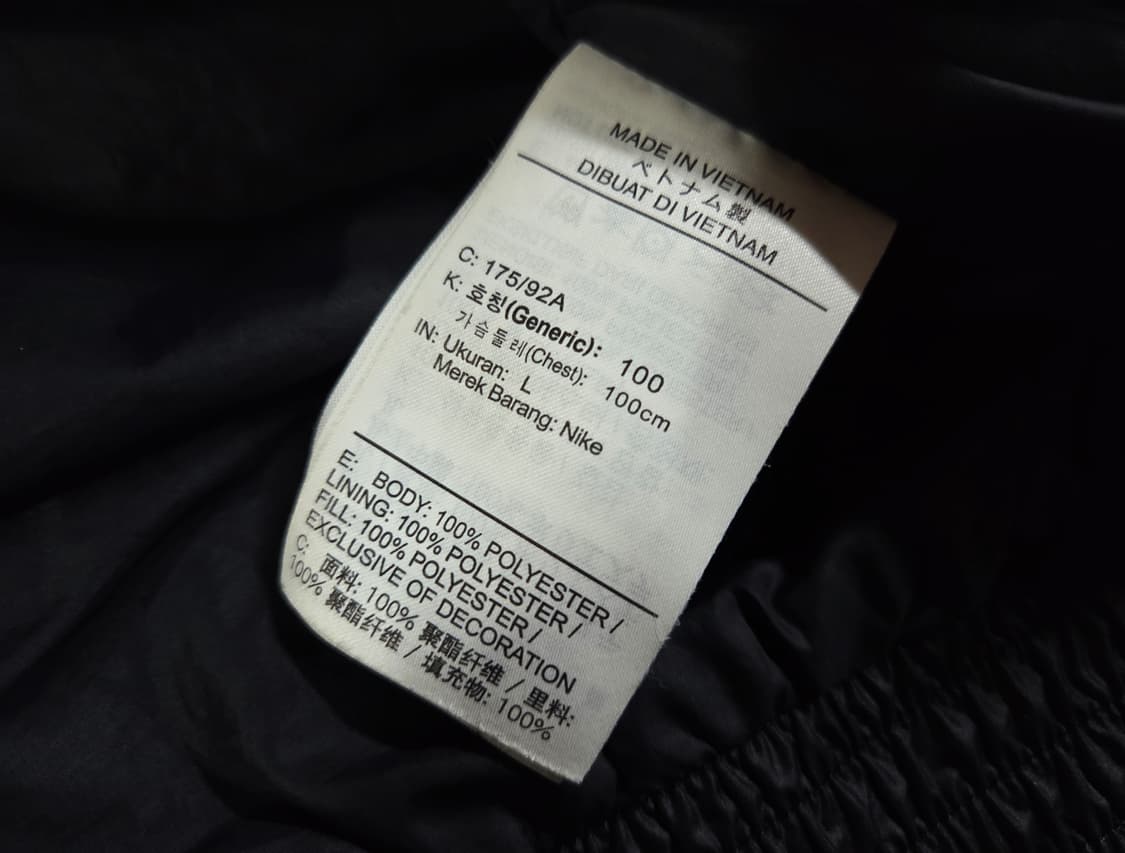 MADE IN VIETNAM
ベトナム製
DIBUAT DI VIETNAM
C: 175/92A
K: 호칭(Generic): 100
가슴둘레(Chest): 100cm
IN: Ukuran: L
Merek Barang: Nike
E: BODY: 100% POLYESTER /
LINING: 100% POLYESTER /
FILL: 100% POLYESTER /
EXCLUSIVE OF DECORATION
C: 面料: 100% 聚酯纤维 / 里料:
100% 聚酯纤维 / 填充物: 100%